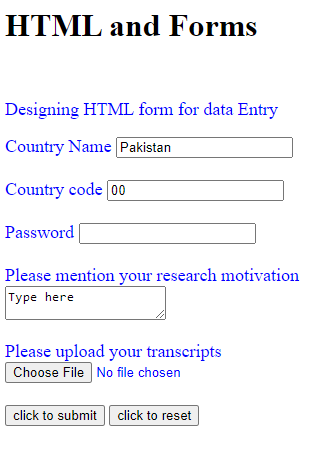 HTML and Forms
Designing HTML form for data Entry
Country Name Pakistan
Country code 00
Password
Please mention your research motivation
Type here
Please upload your transcripts
Choose File No file chosen
click to submit click to reset